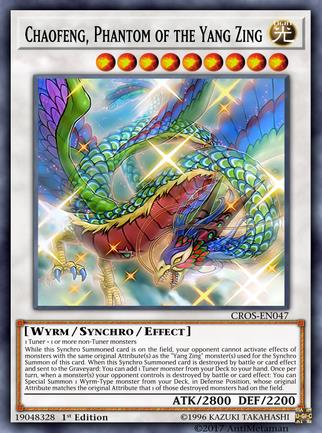 Chaofeng, Phantom of the Yang Zing
LIGHT
光
CROS-EN047
[Wyrm / Synchro / Effect]
1 Tuner + 1 or more non-Tuner monsters
While this Synchro Summoned card is on the field, your opponent cannot activate effects of
monsters with the same original Attribute(s) as the "Yang Zing" monster(s) used for the Synchro
Summon of this card. When this Synchro Summoned card is destroyed by battle or card effect
and sent to the Graveyard: You can add 1 Tuner monster from your Deck to your hand. Once per
turn, when a monster(s) your opponent controls is destroyed by battle or card effect: You can
Special Summon 1 Wyrm-Type monster from your Deck, in Defense Position, whose original
Attribute matches the original Attribute that 1 of those destroyed monsters had on the field.
ATK/2800 DEF/2200
19048328 1st Edition ©1996 KAZUKI TAKAHASHI
©2017 AntiMetaman